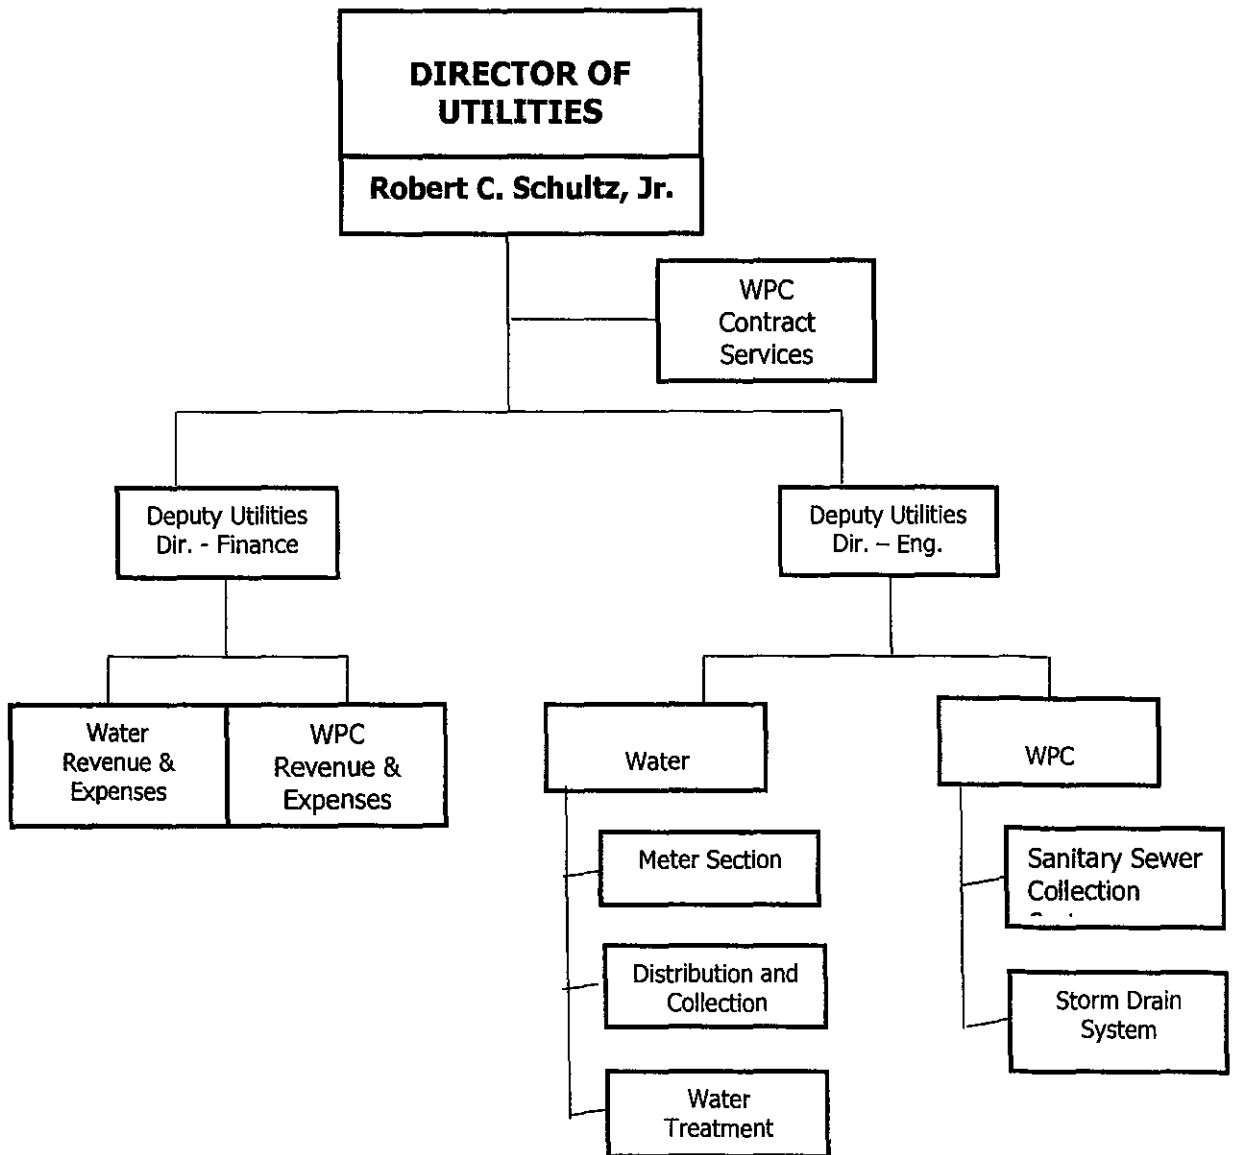 DIRECTOR OF
UTILITIES
Robert C. Schultz, Jr.
WPC
Contract
Services
Deputy Utilities
Dir. - Finance
Deputy Utilities
Dir. – Eng.
Water
Revenue &
Expenses
WPC
Revenue &
Expenses
Water
WPC
Meter Section
Distribution and
Collection
Water
Treatment
Sanitary Sewer
Collection
Storm Drain
System